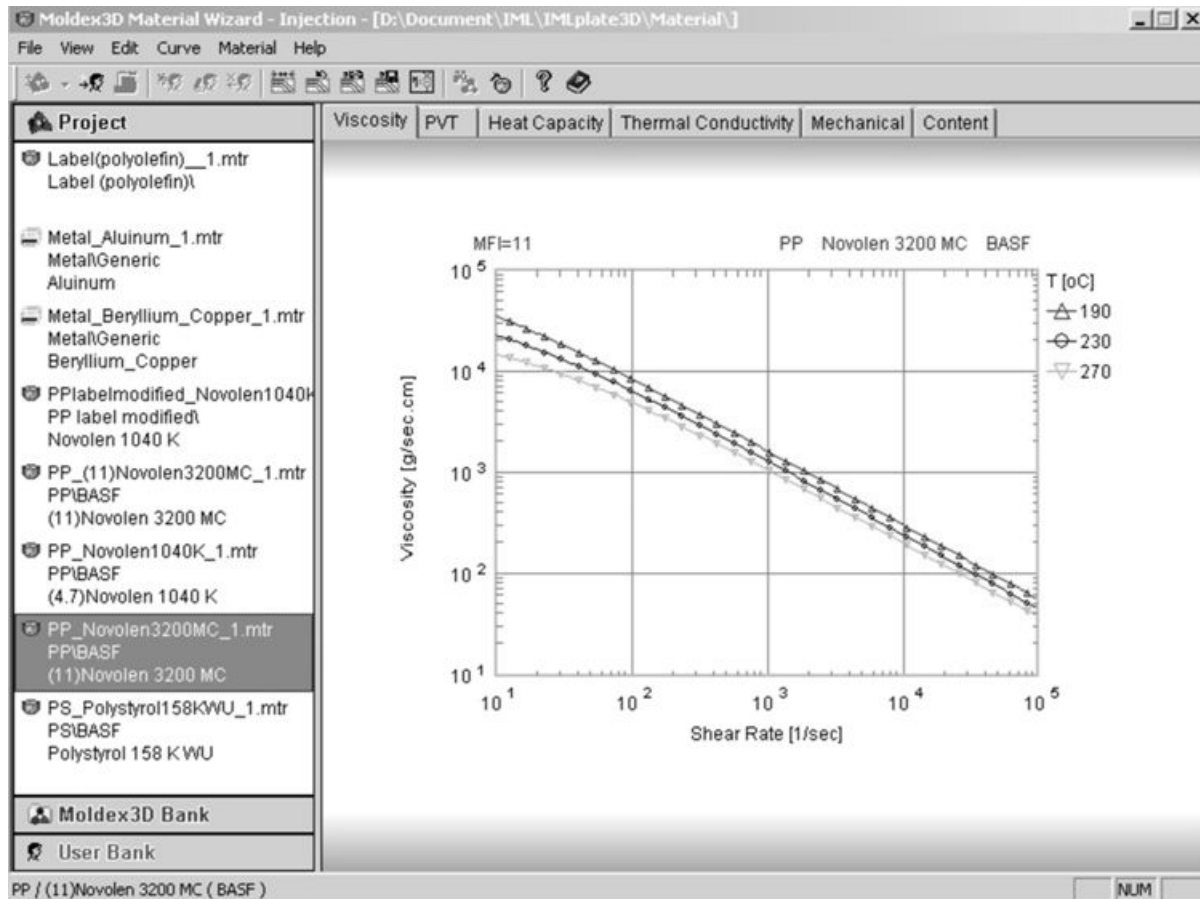 Moldex3D Material Wizard - Injection - [D:\Document\IML\IMLplate3D\Material\]
File View Edit Curve Material Help
Project
Label(polyolefin)__1.mtr
Label (polyolefin)\
Metal_Aluinum_1.mtr
Metal\Generic
Aluinum
Metal_Beryllium_Copper_1.mtr
Metal\Generic
Beryllium_Copper
PPlabelmodified_Novolen1040K
PP label modified\
Novolen 1040 K
PP_(11)Novolen3200MC_1.mtr
PP\BASF
(11)Novolen 3200 MC
PP_Novolen1040K_1.mtr
PP\BASF
(4.7)Novolen 1040 K
PP_Novolen3200MC_1.mtr
PP\BASF
(11)Novolen 3200 MC
PS_Polystyrol158KWU_1.mtr
PS\BASF
Polystyrol 158 KWU
Moldex3D Bank
User Bank
Viscosity PVT Heat Capacity Thermal Conductivity Mechanical Content
MFI=11 PP Novolen 3200 MC BASF
T [oC]
190
230
270
Viscosity [g/sec.cm]
10^5
10^4
10^3
10^2
10^1
10^1 10^2 10^3 10^4 10^5
Shear Rate [1/sec]
PP / (11)Novolen 3200 MC ( BASF )
NUM